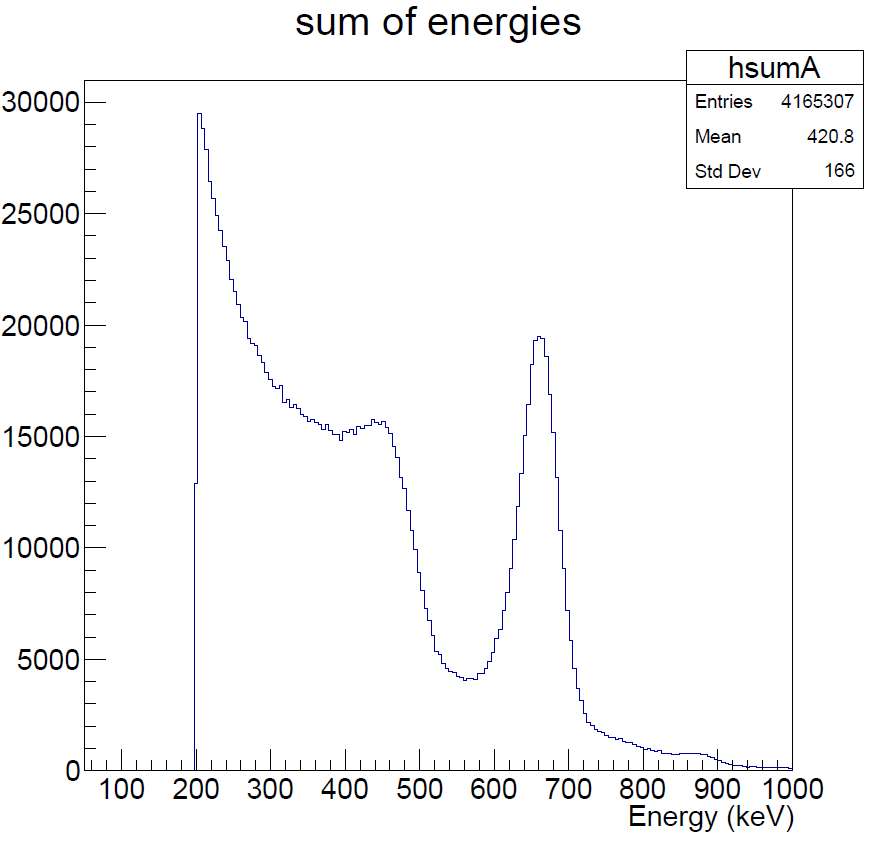 sum of energies
hsumA
Entries 4165307
Mean 420.8
Std Dev 166
30000
25000
20000
15000
10000
5000
0
100 200 300 400 500 600 700 800 900 1000
Energy (keV)